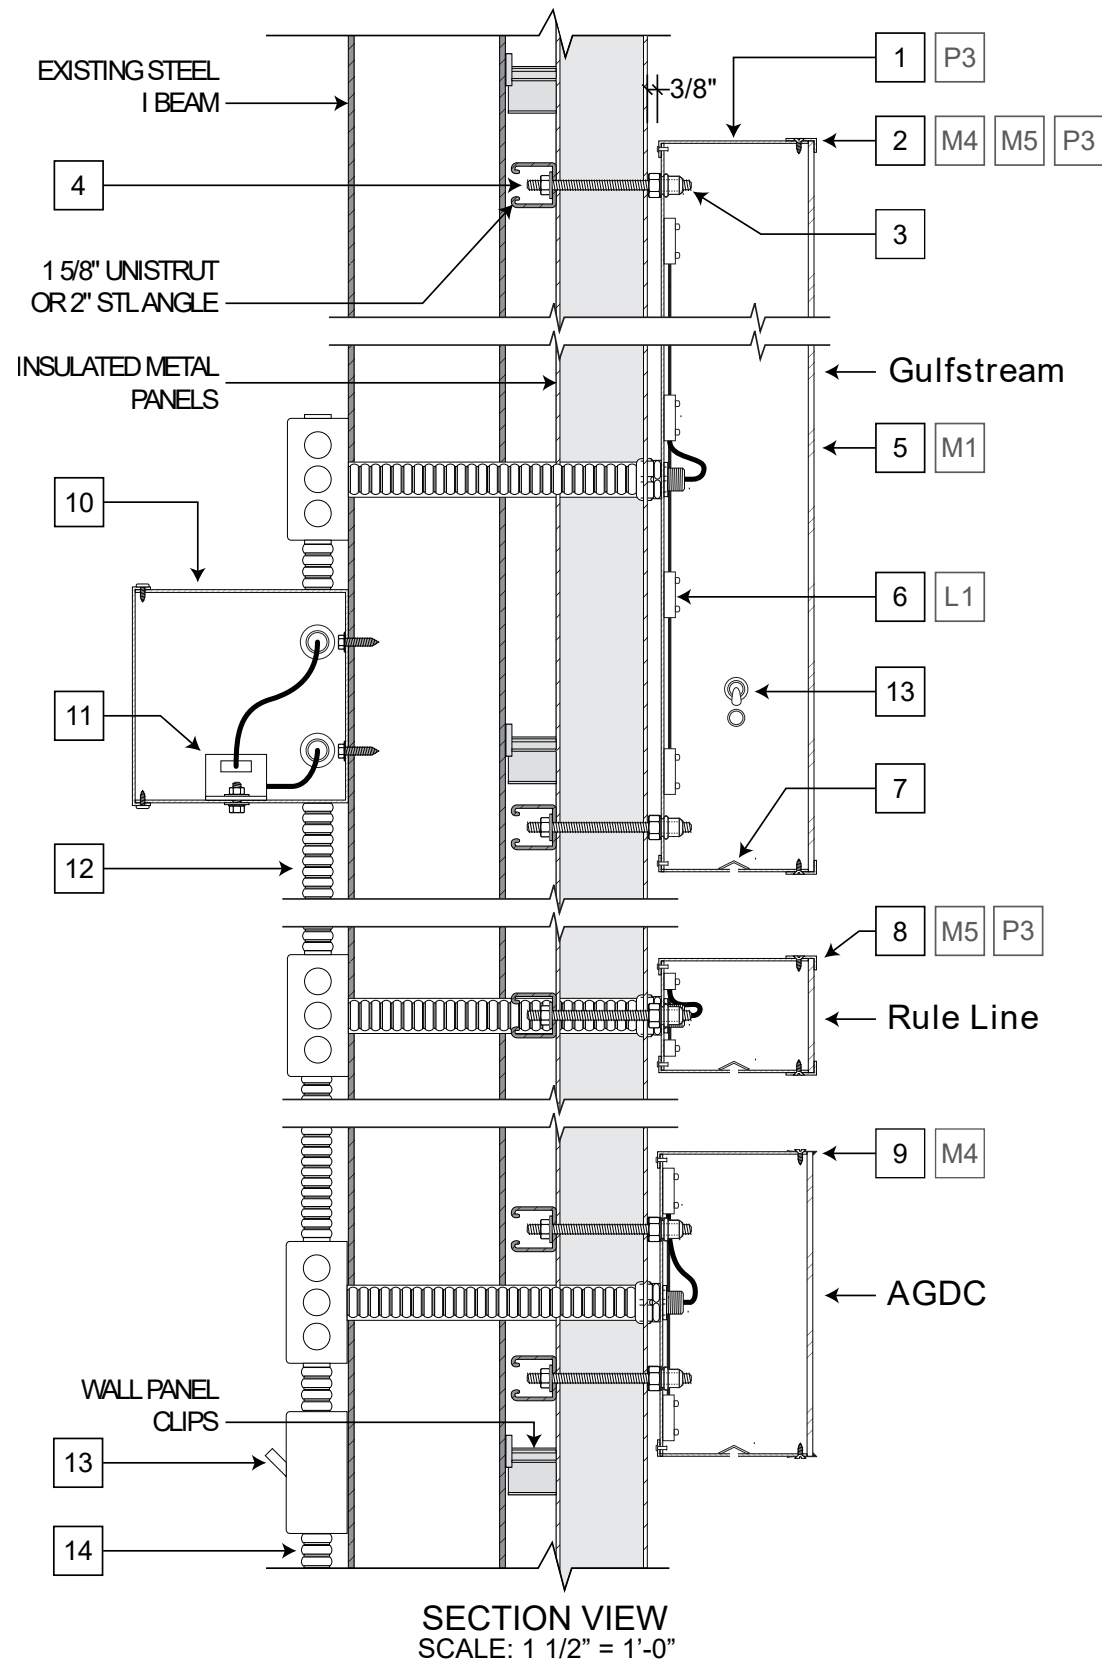 EXISTING STEEL
I BEAM
3/8"
1 P3
2 M4 M5 P3
4
3
1 5/8" UNISTRUT
OR 2" STL ANGLE
INSULATED METAL
PANELS
Gulfstream
5 M1
10
6 L1
13
11
7
12
8 M5 P3
Rule Line
9 M4
AGDC
WALL PANEL
CLIPS
13
14
SECTION VIEW
SCALE: 1 1/2” = 1’-0”